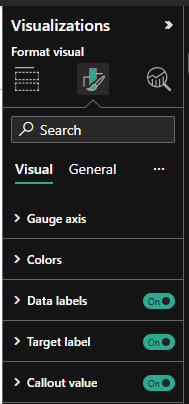 Visualizations
Format visual
Search
Visual General
Gauge axis
Colors
Data labels On
Target label On
Callout value On